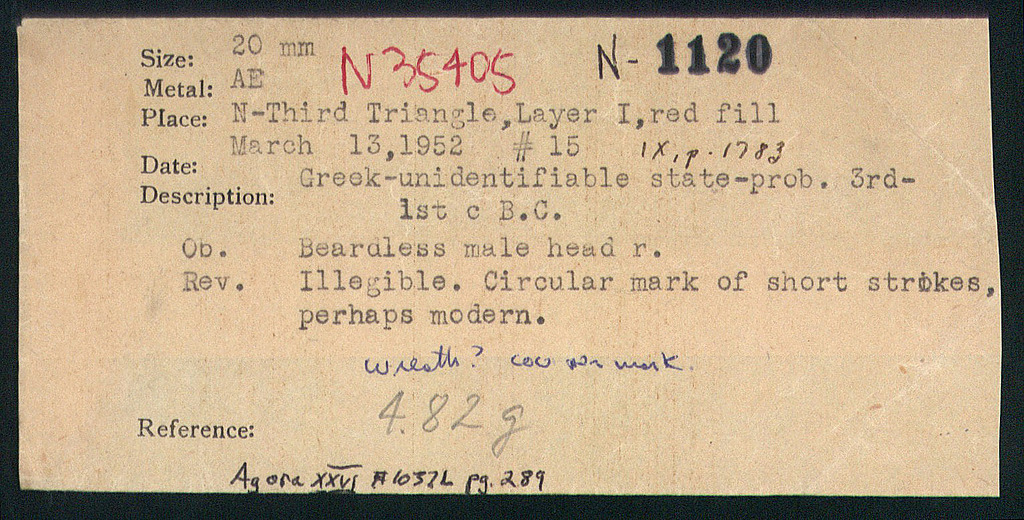 Size: 20 mm N35405 N- 1120
Metal: AE
Place: N-Third Triangle,Layer I,red fill
March 13,1952 # 15 IX, p. 1783
Date:
Greek-unidentifiable state-prob. 3rd-
Description:
1st c B.C.
Ob. Beardless male head r.
Rev. Illegible. Circular mark of short strokes,
perhaps modern.
wreath? mark.
4.82 g
Reference:
Agora XXVI pg. 289